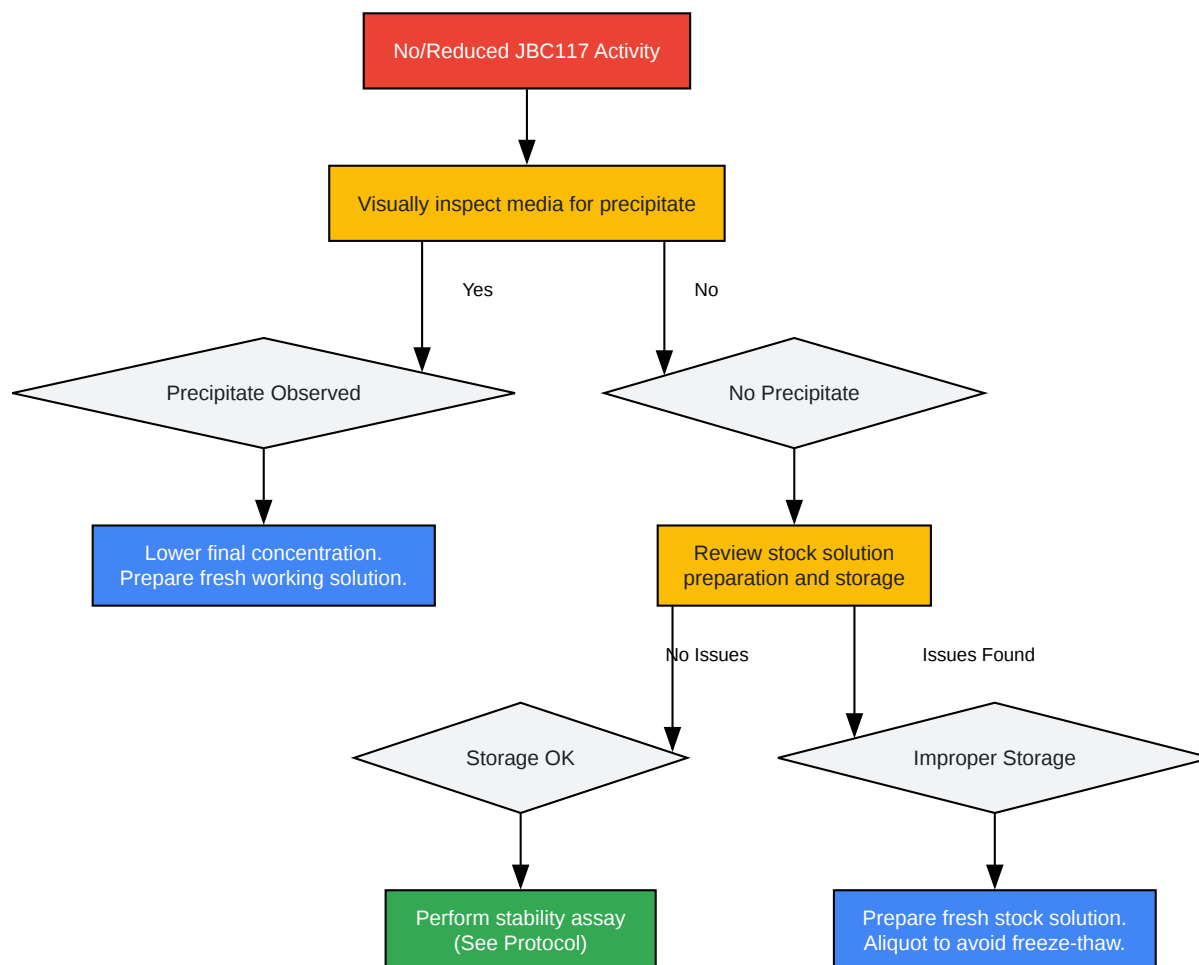 No/Reduced JBC117 Activity
Visually inspect media for precipitate
Yes
No
Precipitate Observed
No Precipitate
Lower final concentration.
Prepare fresh working solution.
Review stock solution
preparation and storage
No Issues
Issues Found
Storage OK
Improper Storage
Perform stability assay
(See Protocol)
Prepare fresh stock solution.
Aliquot to avoid freeze-thaw.